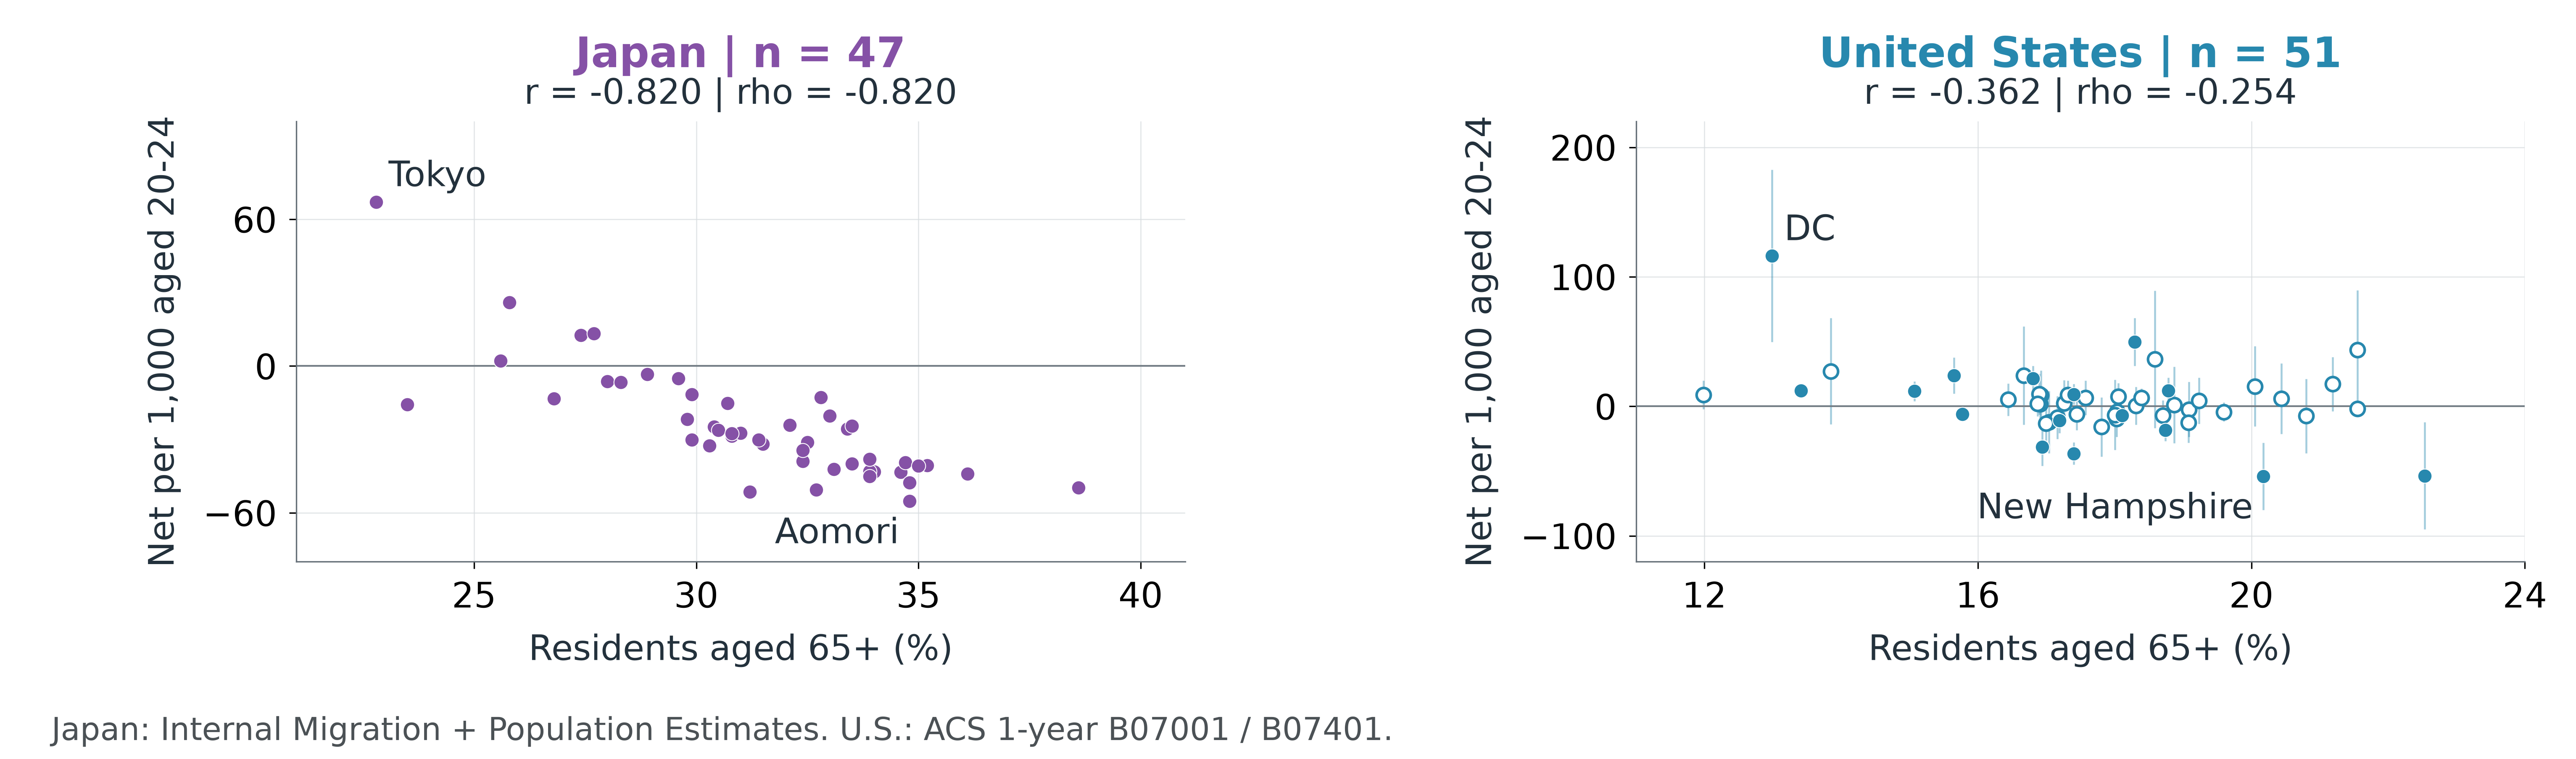 Japan | n = 47
r = -0.820 | rho = -0.820
Net per 1,000 aged 20-24
60
0
−60
Tokyo
Aomori
25
30
35
40
Residents aged 65+ (%)
United States | n = 51
r = -0.362 | rho = -0.254
Net per 1,000 aged 20-24
200
100
0
−100
DC
New Hampshire
12
16
20
24
Residents aged 65+ (%)
Japan: Internal Migration + Population Estimates. U.S.: ACS 1-year B07001 / B07401.